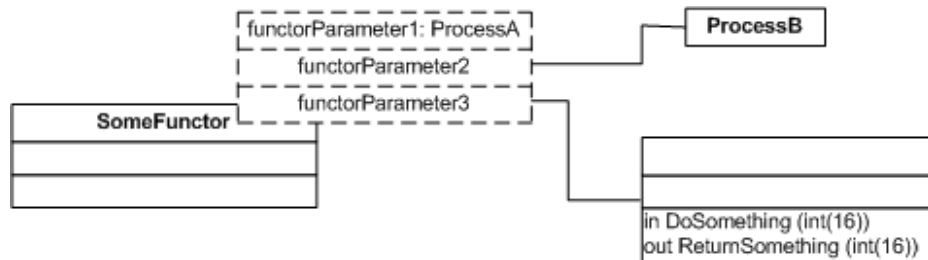 functorParameter1: ProcessA
ProcessB
functorParameter2
functorParameter3
SomeFunctor
in DoSomething (int(16))
out ReturnSomething (int(16))